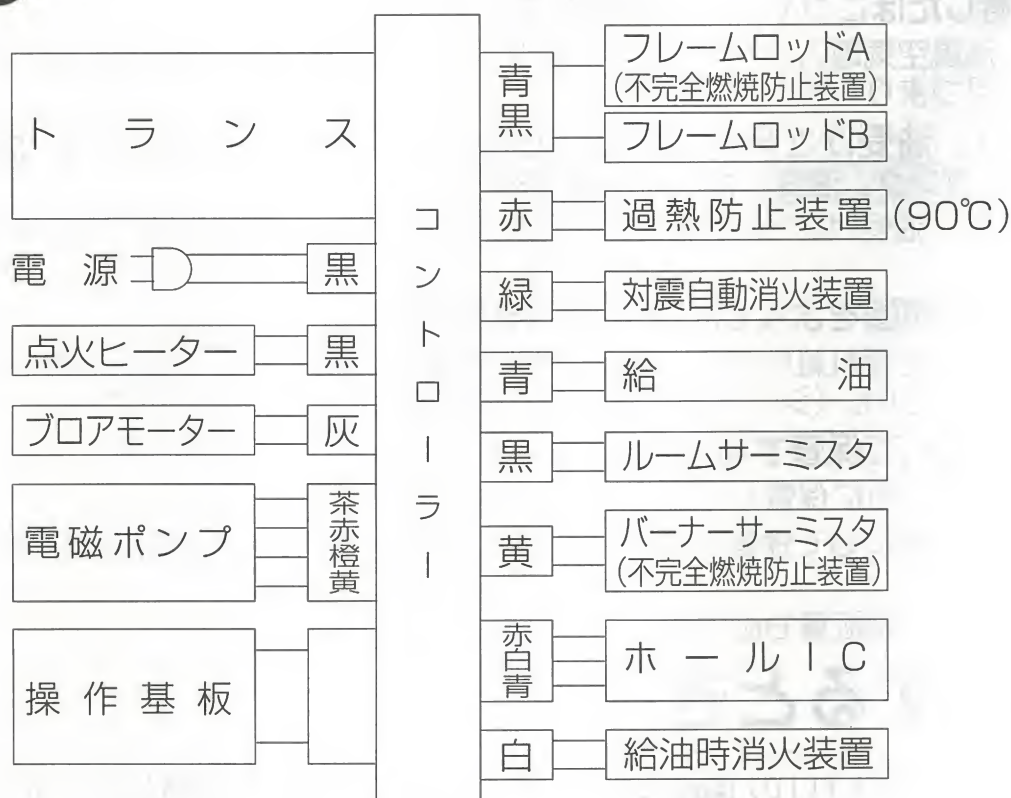 トランス
電源
黒
点火ヒーター
黒
ブロアモーター
灰
電磁ポンプ
茶
赤
橙
黄
操作基板
コントローラー
青
黒
フレームロッドA
(不完全燃焼防止装置)
フレームロッドB
赤
過熱防止装置(90℃)
緑
対震自動消火装置
青
給油
黒
ルームサーミスタ
黄
バーナーサーミスタ
(不完全燃焼防止装置)
赤
白
青
ホールIC
白
給油時消火装置